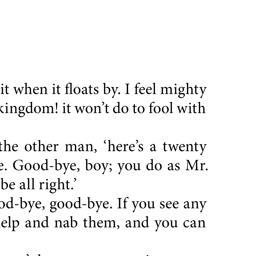 it when it floats by. I feel mighty
kingdom! it won’t do to fool with
the other man, ‘here’s a twenty
e. Good-bye, boy; you do as Mr.
be all right.’
od-bye, good-bye. If you see any
elp and nab them, and you can